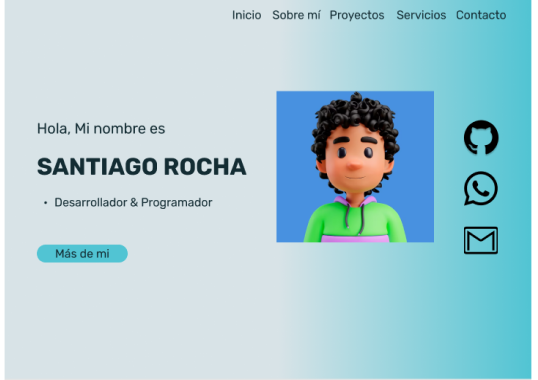 Inicio Sobre mí Proyectos Servicios Contacto
Hola, Mi nombre es
SANTIAGO ROCHA
• Desarrollador & Programador
Más de mi